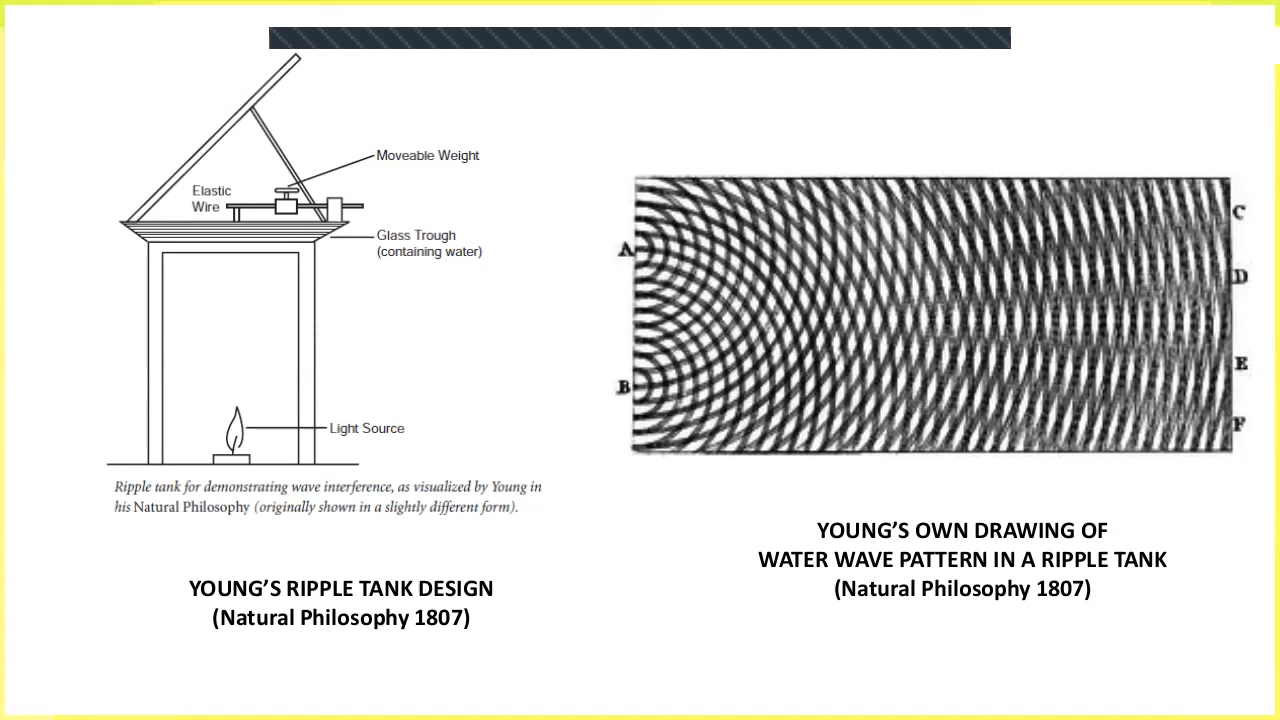 Moveable Weight
Elastic
Wire
Glass Trough
(containing water)
Light Source
Ripple tank for demonstrating wave interference, as visualized by Young in
his Natural Philosophy (originally shown in a slightly different form).
YOUNG’S RIPPLE TANK DESIGN
(Natural Philosophy 1807)
A
B
C
D
E
F
YOUNG’S OWN DRAWING OF
WATER WAVE PATTERN IN A RIPPLE TANK
(Natural Philosophy 1807)